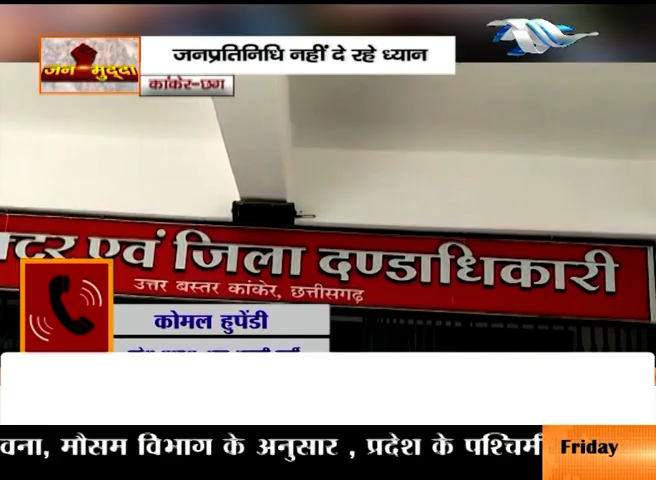 जनप्रतिनिधि नहीं दे रहे ध्यान
जन मुद्दा
कांकेर-छग
क्टर एवं जिला दण्डाधिकारी
उत्तर बस्तर कांकेर, छत्तीसगढ़
कोमल हुपेंडी
वना, मौसम विभाग के अनुसार , प्रदेश के पश्चिमी
Friday